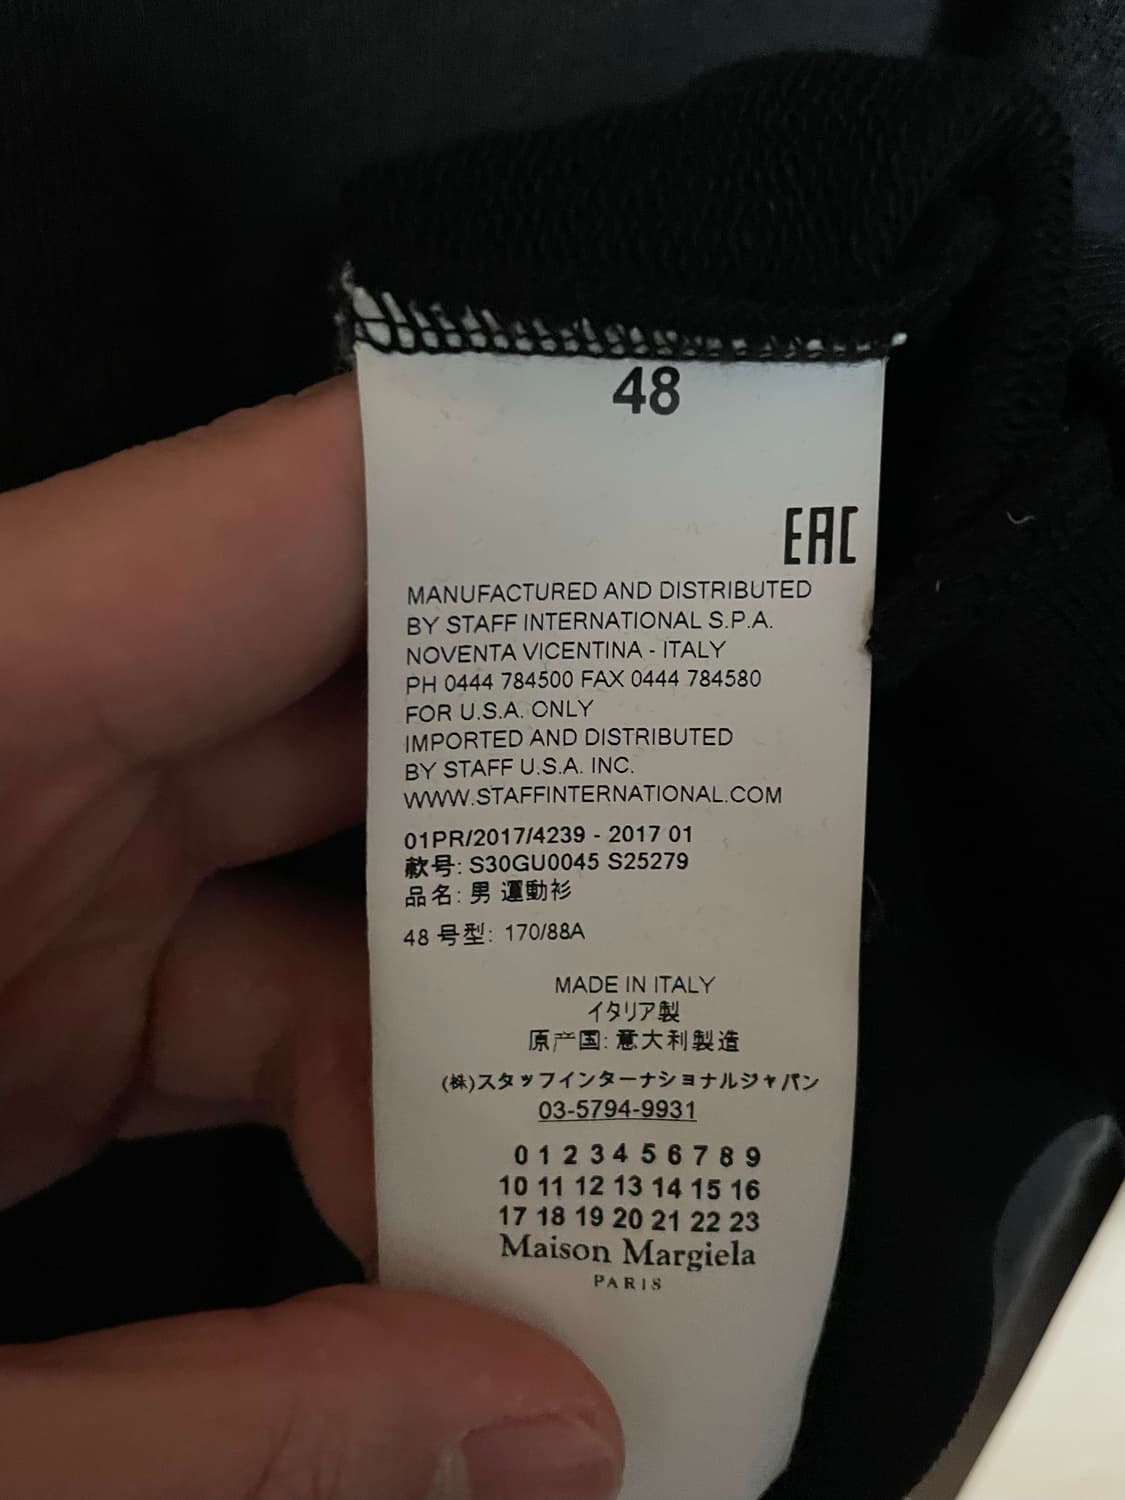 48
EAC
MANUFACTURED AND DISTRIBUTED
BY STAFF INTERNATIONAL S.P.A.
NOVENTA VICENTINA - ITALY
PH 0444 784500 FAX 0444 784580
FOR U.S.A. ONLY
IMPORTED AND DISTRIBUTED
BY STAFF U.S.A. INC.
WWW.STAFFINTERNATIONAL.COM
01PR/2017/4239 - 2017 01
款号: S30GU0045 S25279
品名: 男 運動衫
48 号型: 170/88A
MADE IN ITALY
イタリア製
原产国: 意大利製造
(株)スタッフインターナショナルジャパン
03-5794-9931
0 1 2 3 4 5 6 7 8 9
10 11 12 13 14 15 16
17 18 19 20 21 22 23
Maison Margiela
PARIS